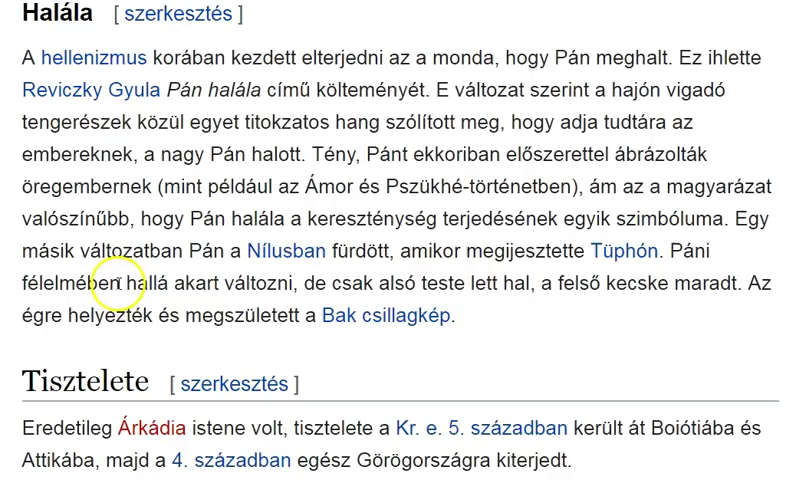 Halála [ szerkesztés ]
A hellenizmus korában kezdett elterjedni az a monda, hogy Pán meghalt. Ez ihlette
Reviczky Gyula Pán halála című költeményét. E változat szerint a hajón vigadó
tengerészek közül egyet titokzatos hang szólított meg, hogy adja tudtára az
embereknek, a nagy Pán halott. Tény, Pánt ekkoriban előszerettel ábrázolták
öregembernek (mint például az Ámor és Pszükhé-történetben), ám az a magyarázat
valószínűbb, hogy Pán halála a kereszténység terjedésének egyik szimbóluma. Egy
másik változatban Pán a Nílusban fürdött, amikor megijesztette Tüphón. Páni
félelmében hallá akart változni, de csak alsó teste lett hal, a felső kecske maradt. Az
égre helyezték és megszületett a Bak csillagkép.
Tisztelete [ szerkesztés ]
Eredetileg Árkádia istene volt, tisztelete a Kr. e. 5. században került át Boiótiába és
Attikába, majd a 4. században egész Görögországra kiterjedt.